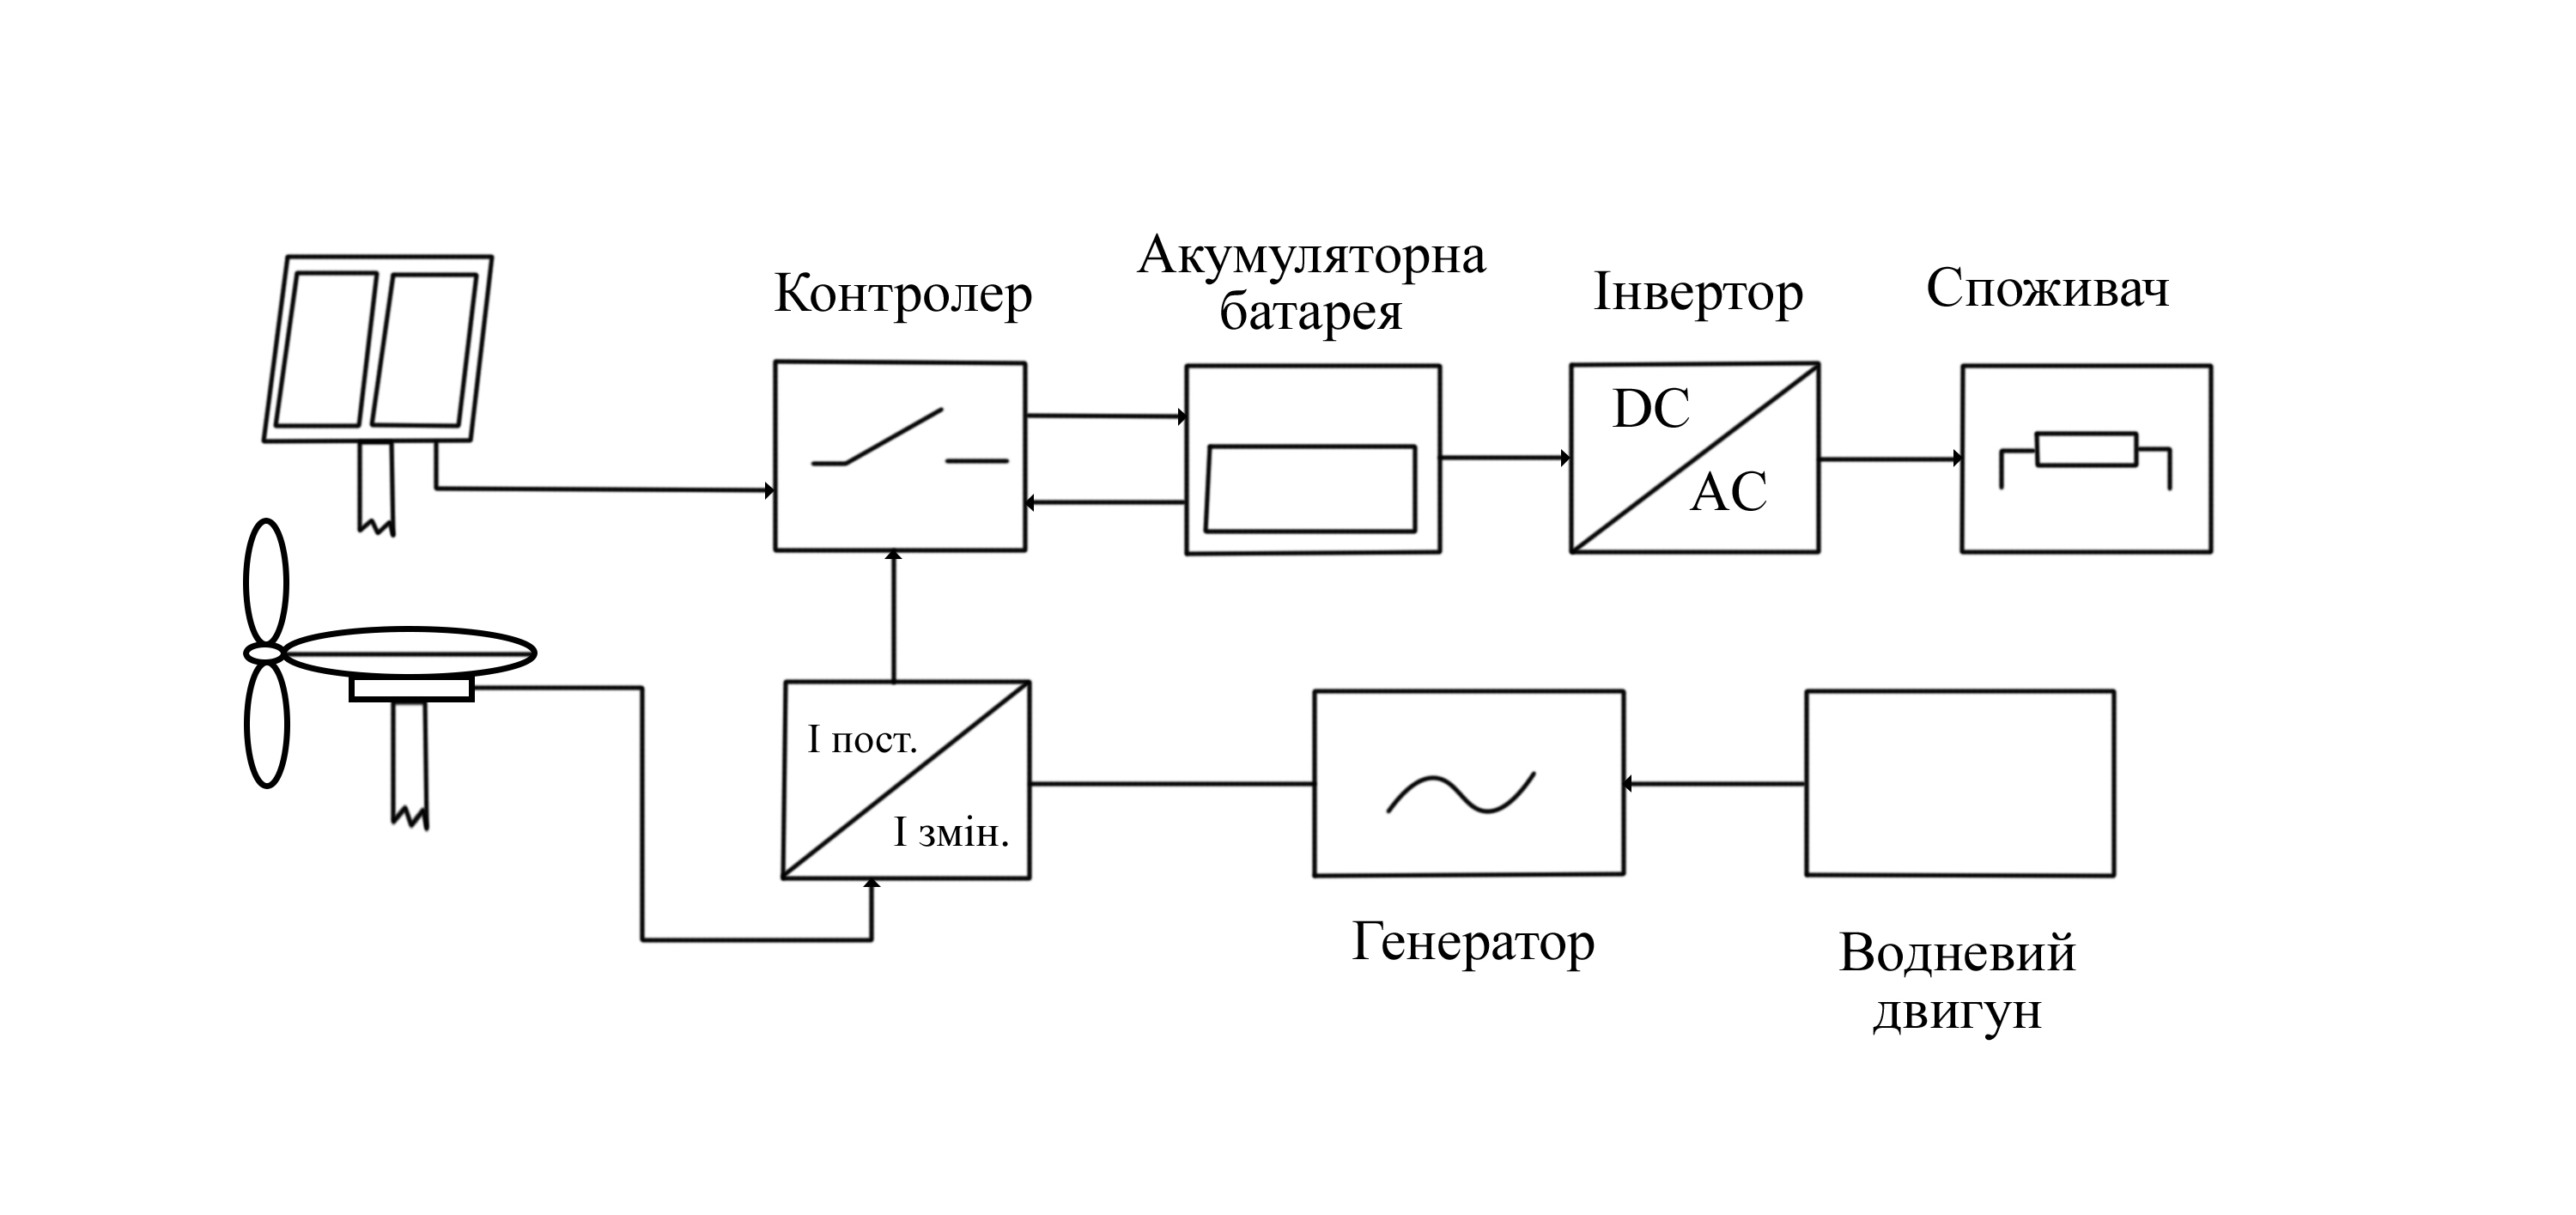 Контролер
Акумуляторна
батарея
Інвертор
Споживач
DC
AC
І пост.
І змін.
Генератор
Водневий
двигун